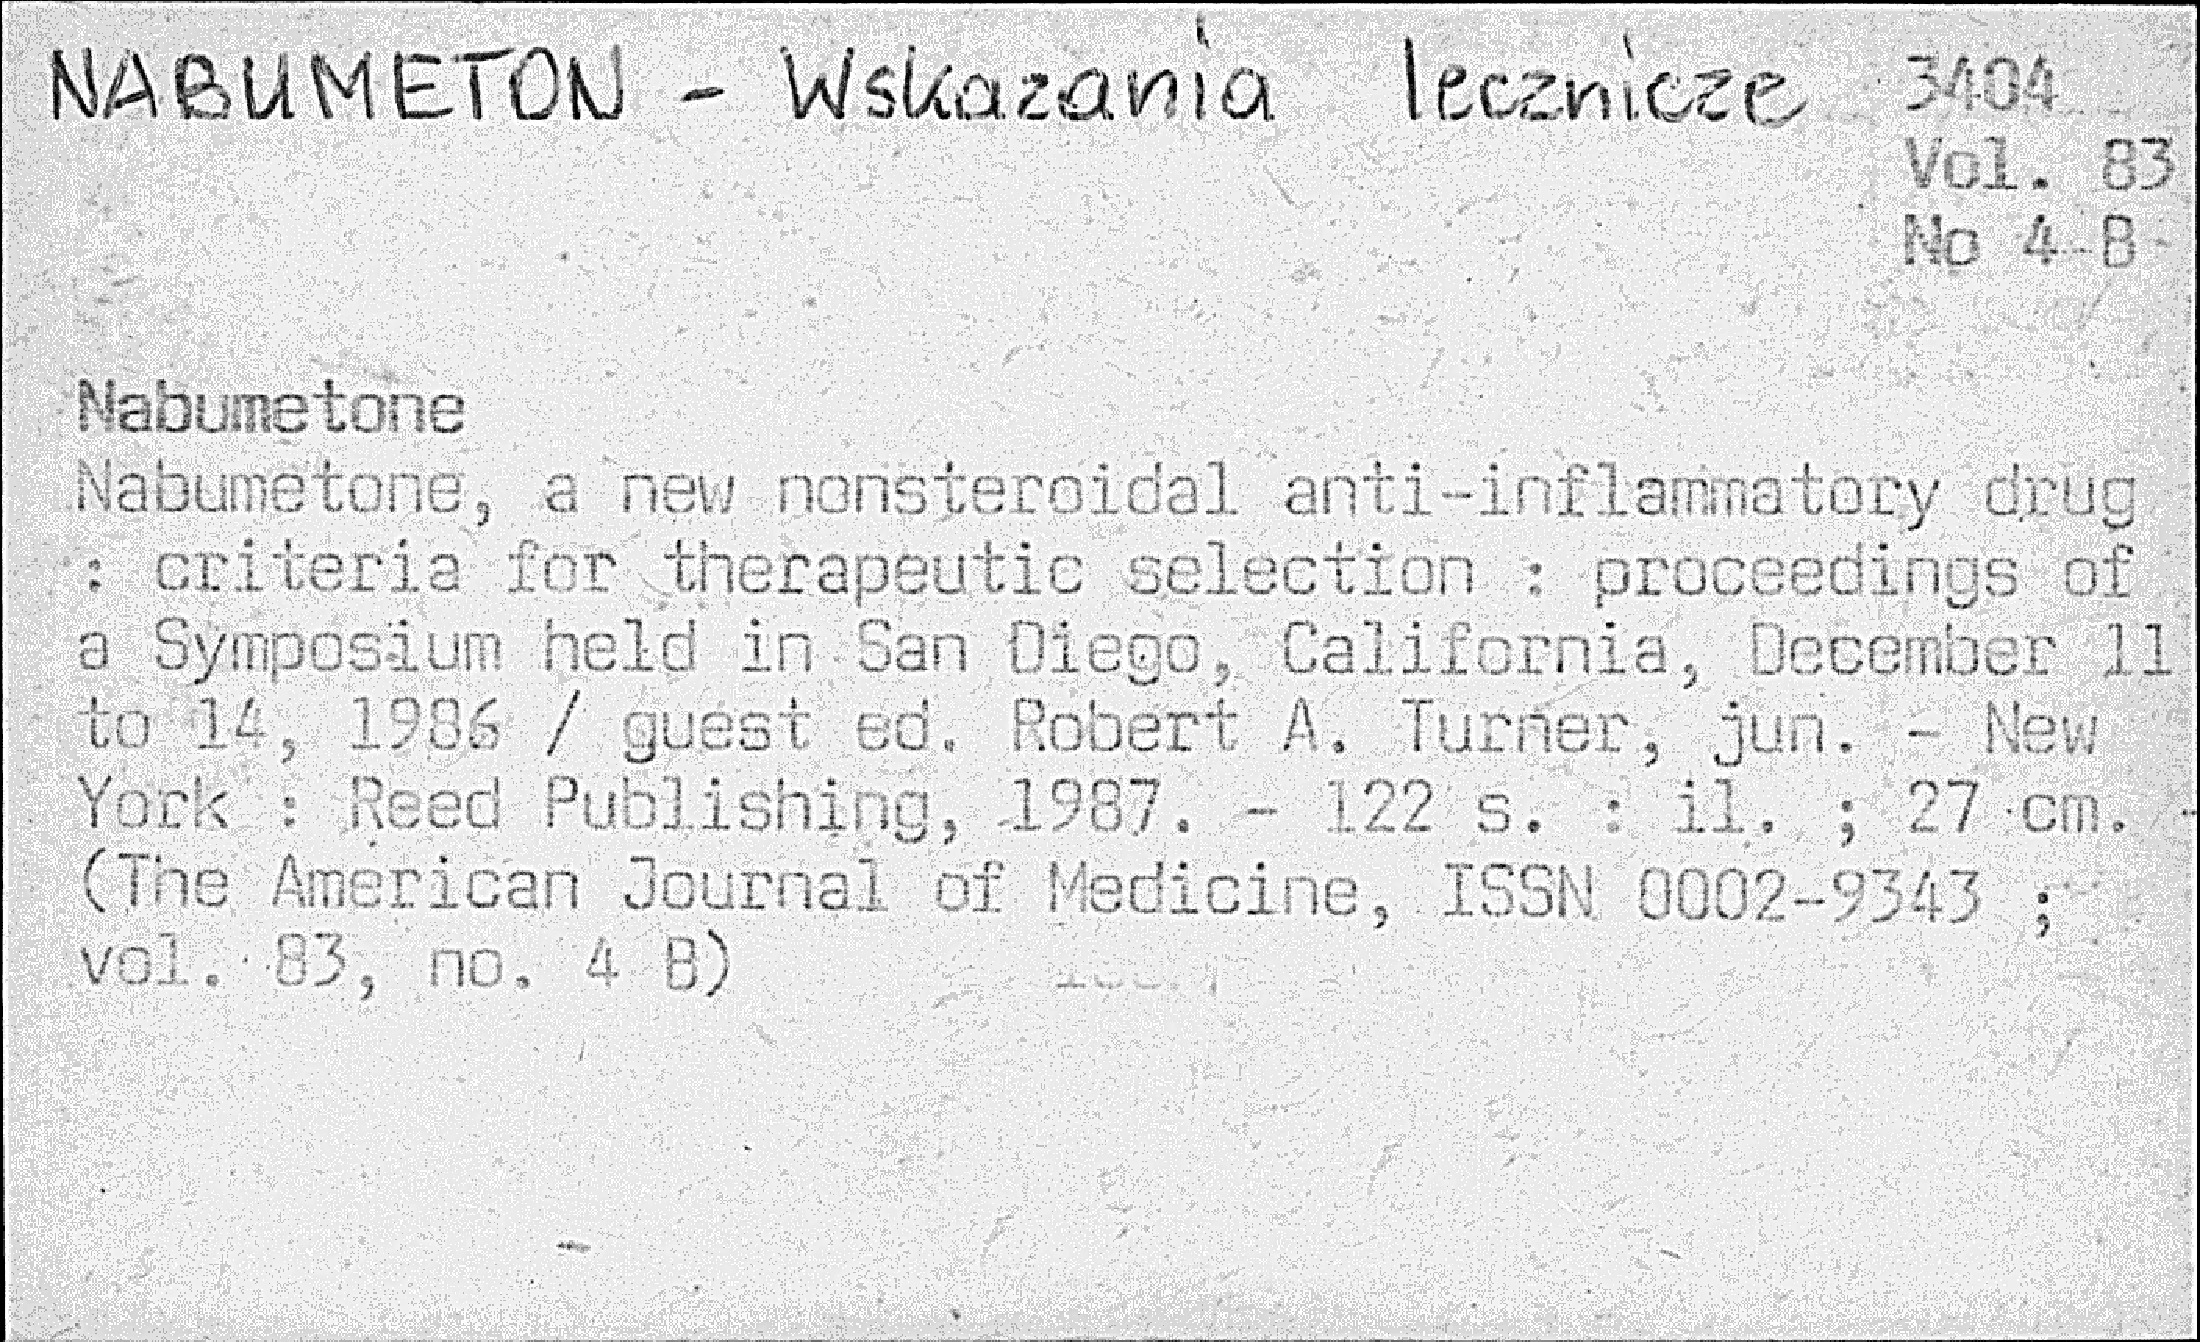 NABUMETON - Wskazania lecznicze 3404
Vol. 83
No 4 B
Nabumetone
Nabumetone, a new nonsteroidal anti-inflammatory drug
: criteria for therapeutic selection : proceedings of
a Symposium held in San Diego, California, December 11
to 14, 1986 / guest ed. Robert A. Turner, jun. - New
York : Reed Publishing, 1987. - 122 s. : il. ; 27 cm. -
(The American Journal of Medicine, ISSN 0002-9343 ;
vol. 83, no. 4 B)